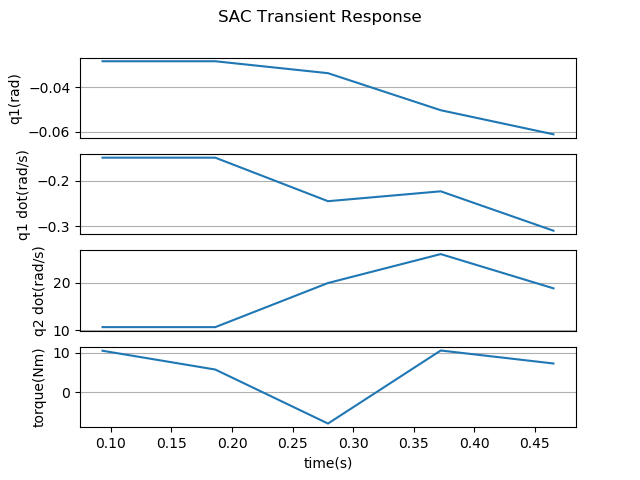 SAC Transient Response
q1(rad)
−0.04
−0.06
q1 dot(rad/s)
−0.2
−0.3
q2 dot(rad/s)
20
10
torque(Nm)
10
0
0.10 0.15 0.20 0.25 0.30 0.35 0.40 0.45
time(s)